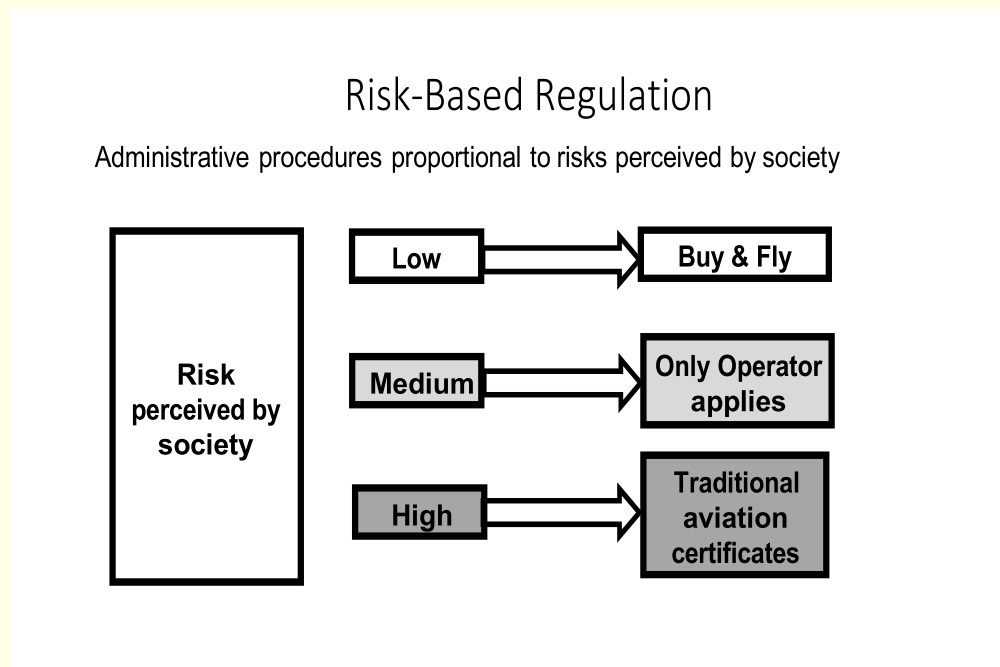 Risk-Based Regulation
Administrative procedures proportional to risks perceived by society
Risk
perceived by
society
Low
Buy & Fly
Medium
Only Operator
applies
High
Traditional
aviation
certificates